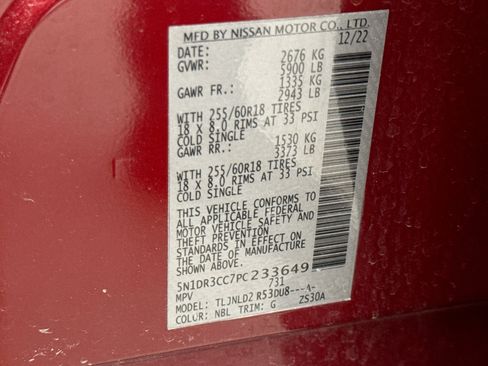 MFD BY NISSAN MOTOR CO., LTD.
DATE: 12/22
GVWR: 2676 KG
5900 LB
GAWR FR.: 1335 KG
2943 LB
WITH 255/60R18 TIRES
18 X 8.0 RIMS AT 33 PSI
COLD SINGLE
GAWR RR.: 1530 KG
3373 LB
WITH 255/60R18 TIRES
18 X 8.0 RIMS AT 33 PSI
COLD SINGLE
THIS VEHICLE CONFORMS TO
ALL APPLICABLE FEDERAL
MOTOR VEHICLE SAFETY AND
THEFT PREVENTION
STANDARDS IN EFFECT ON
THE DATE OF MANUFACTURE
5N1DR3CC7PC233649
MPV 731
MODEL: TLJNLD2 R53DU8---A-
COLOR: NBL TRIM: G ZS30A